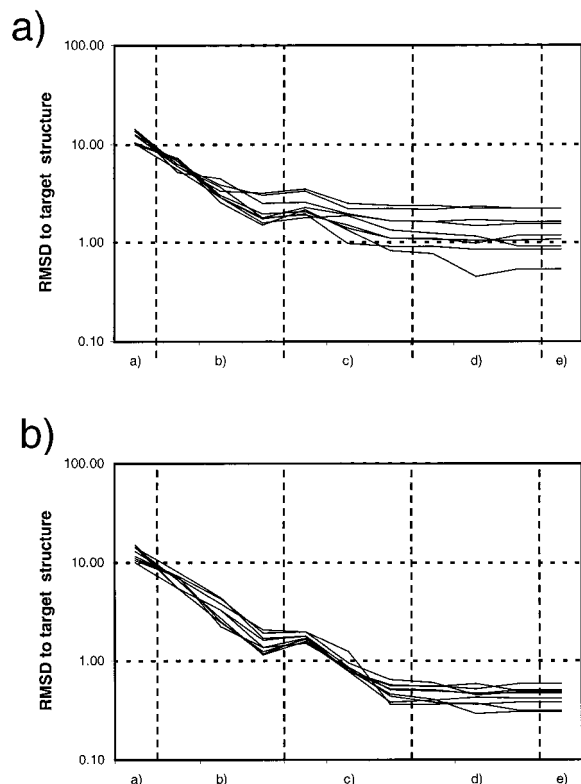 a)
100.00
10.00
1.00
0.10
RMSD to target structure
a) b) c) d) e)
b)
100.00
10.00
1.00
0.10
RMSD to target structure
a) b) c) d) e)